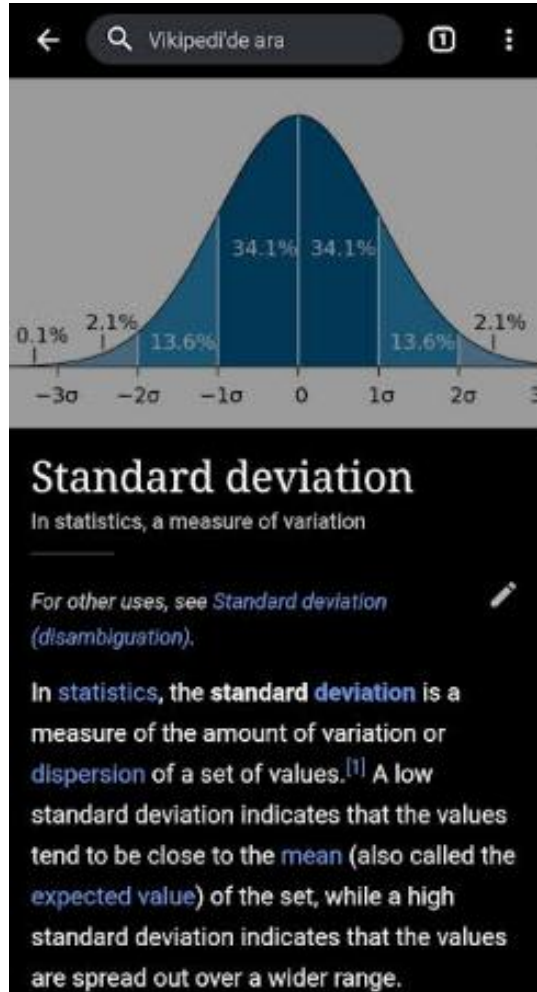 Vikipedi'de ara
1
34.1% 34.1%
0.1% 2.1% 13.6% 13.6% 2.1%
−3σ −2σ −1σ 0 1σ 2σ 3
Standard deviation
In statistics, a measure of variation
For other uses, see Standard deviation
(disambiguation).
In statistics, the standard deviation is a
measure of the amount of variation or
dispersion of a set of values.[1] A low
standard deviation indicates that the values
tend to be close to the mean (also called the
expected value) of the set, while a high
standard deviation indicates that the values
are spread out over a wider range.